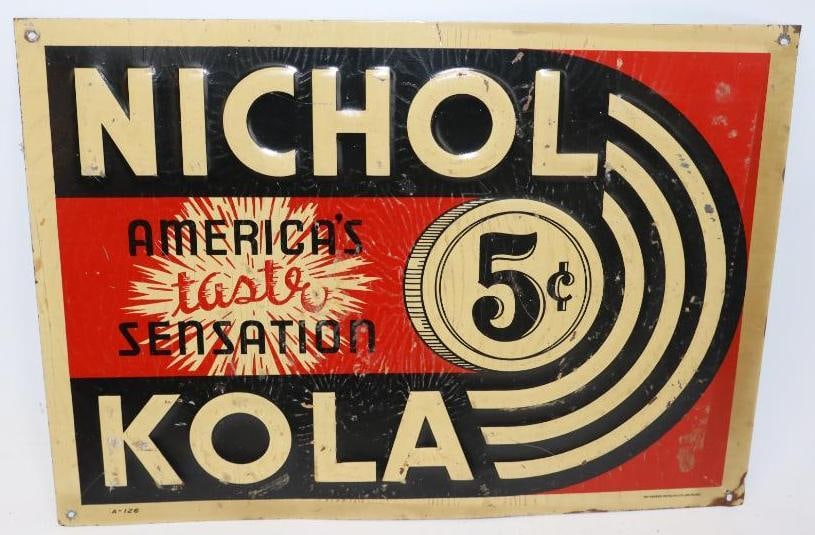 NICHOL
AMERICA'S
taste
5¢
SENSATION
KOLA
A-126